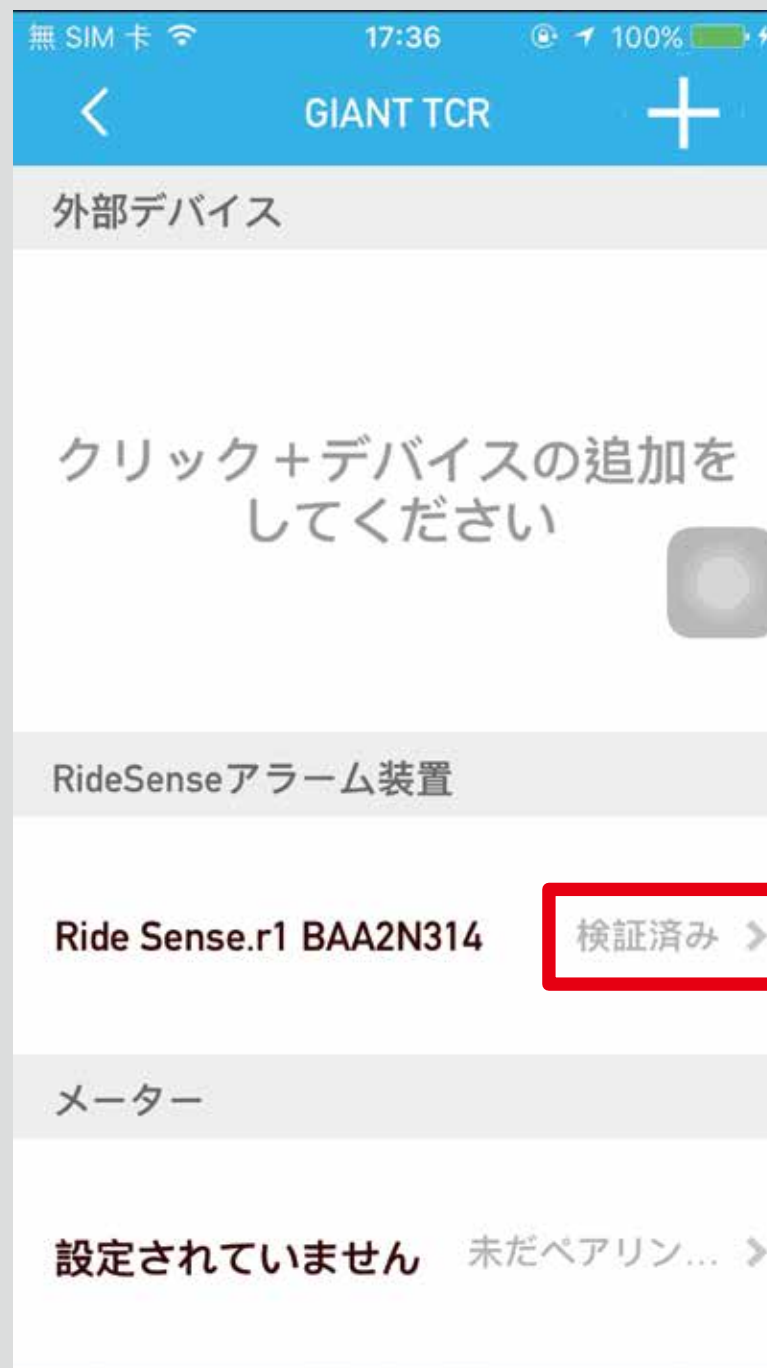 無 SIM 卡 17:36 100%
GIANT TCR
外部デバイス
クリック＋デバイスの追加を
してください
RideSenseアラーム装置
Ride Sense.r1 BAA2N314 検証済み
メーター
設定されていません 未だペアリン...